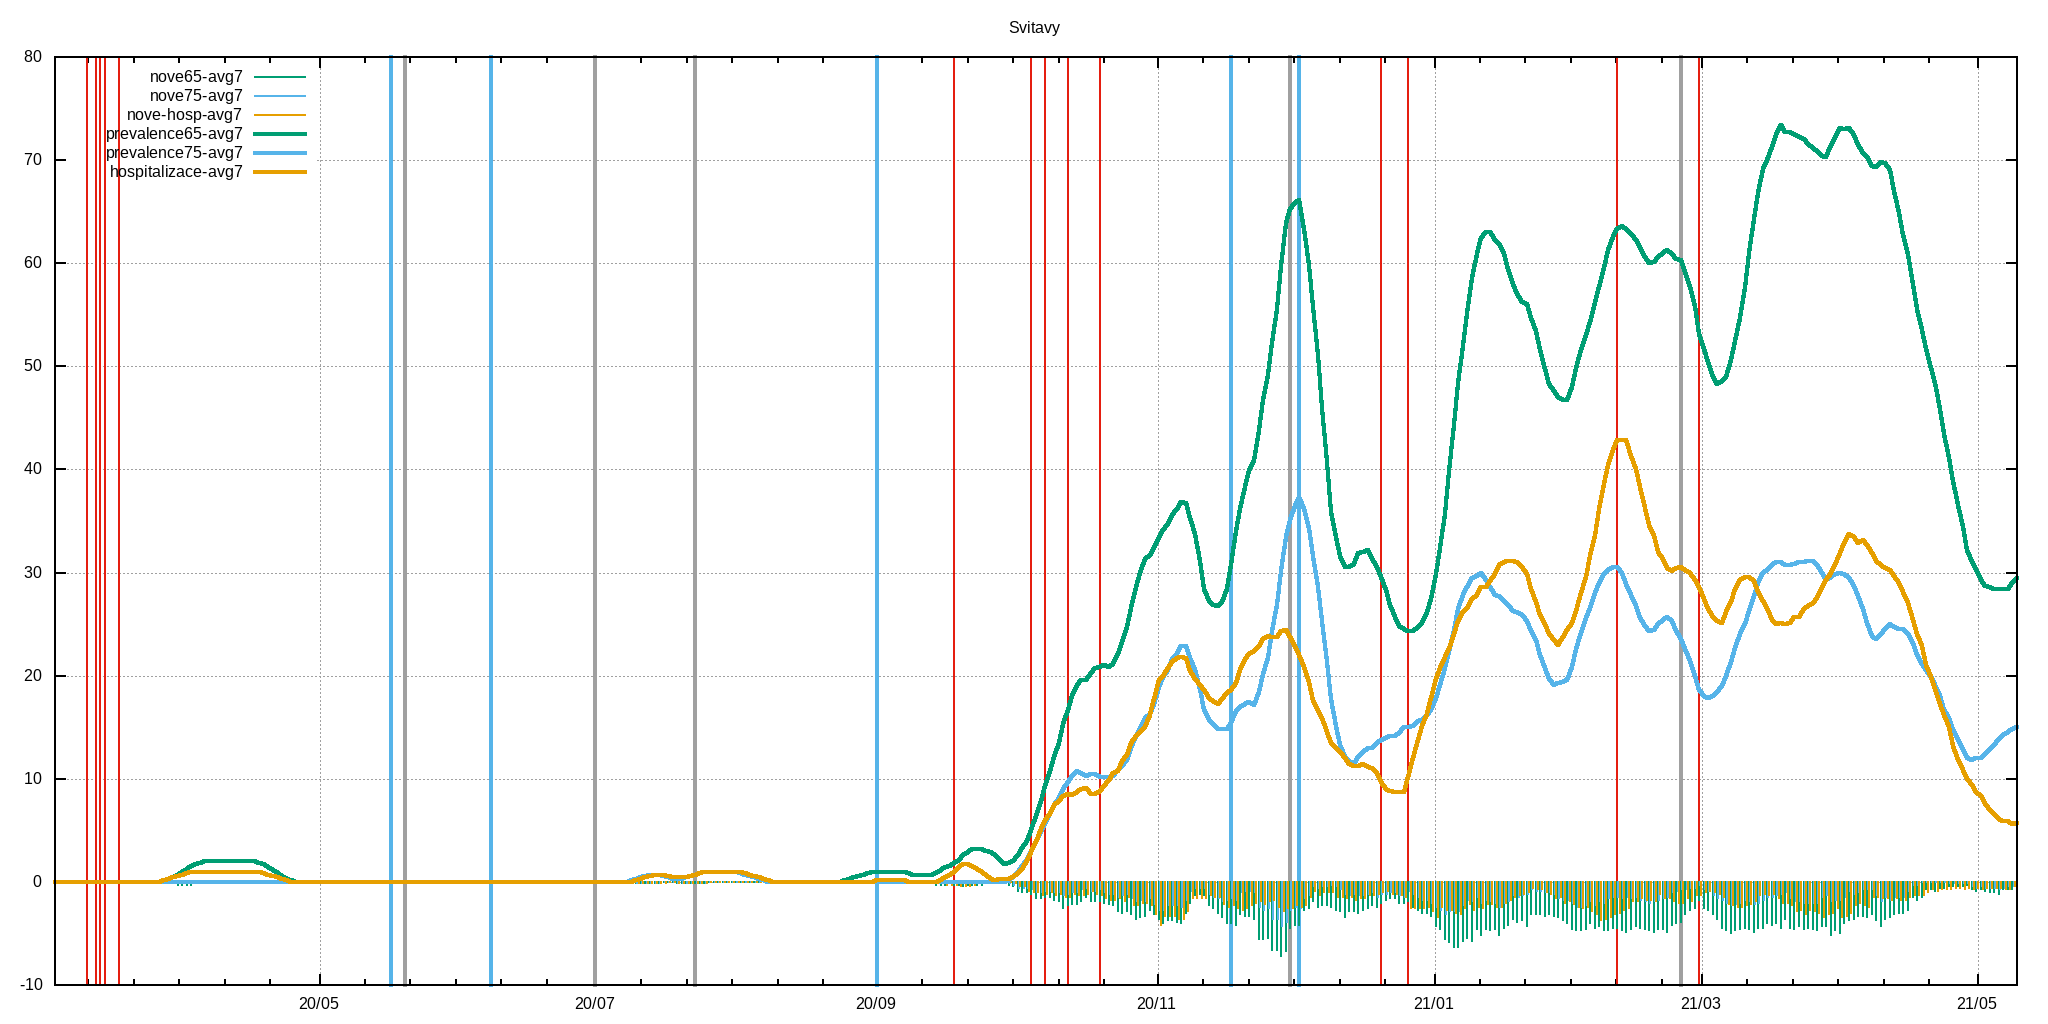 Svitavy
80
70
60
50
40
30
20
10
0
-10
nove65-avg7
nove75-avg7
nove-hosp-avg7
prevalence65-avg7
prevalence75-avg7
hospitalizace-avg7
20/05 20/07 20/09 20/11 21/01 21/03 21/05